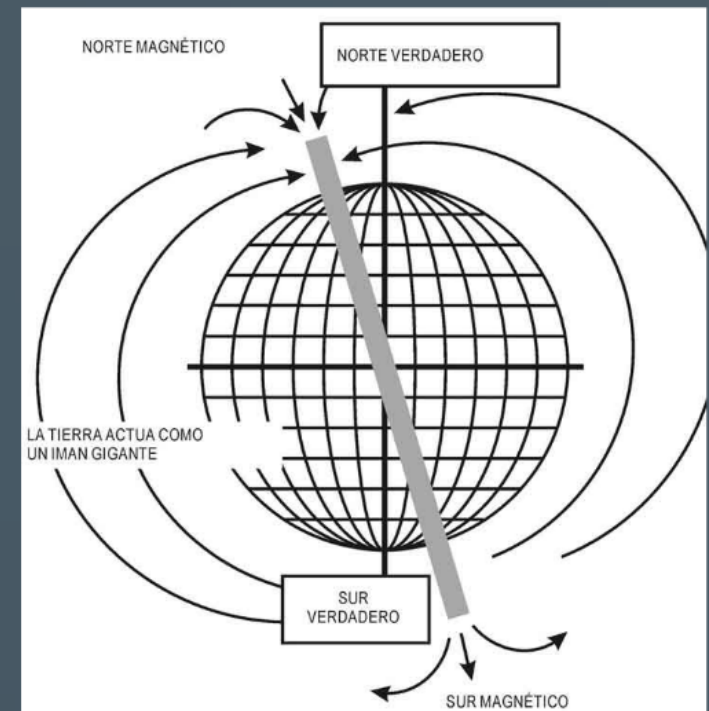 NORTE MAGNÉTICO
NORTE VERDADERO
LA TIERRA ACTUA COMO
UN IMAN GIGANTE
SUR
VERDADERO
SUR MAGNÉTICO